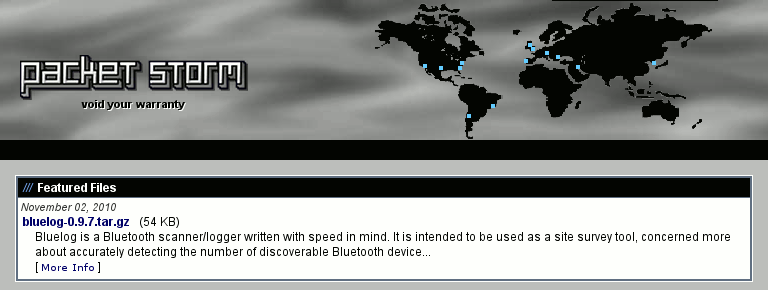 packet storm
void your warranty
/// Featured Files
November 02, 2010
bluelog-0.9.7.tar.gz (54 KB)
Bluelog is a Bluetooth scanner/logger written with speed in mind. It is intended to be used as a site survey tool, concerned more
about accurately detecting the number of discoverable Bluetooth device...
[ More Info ]